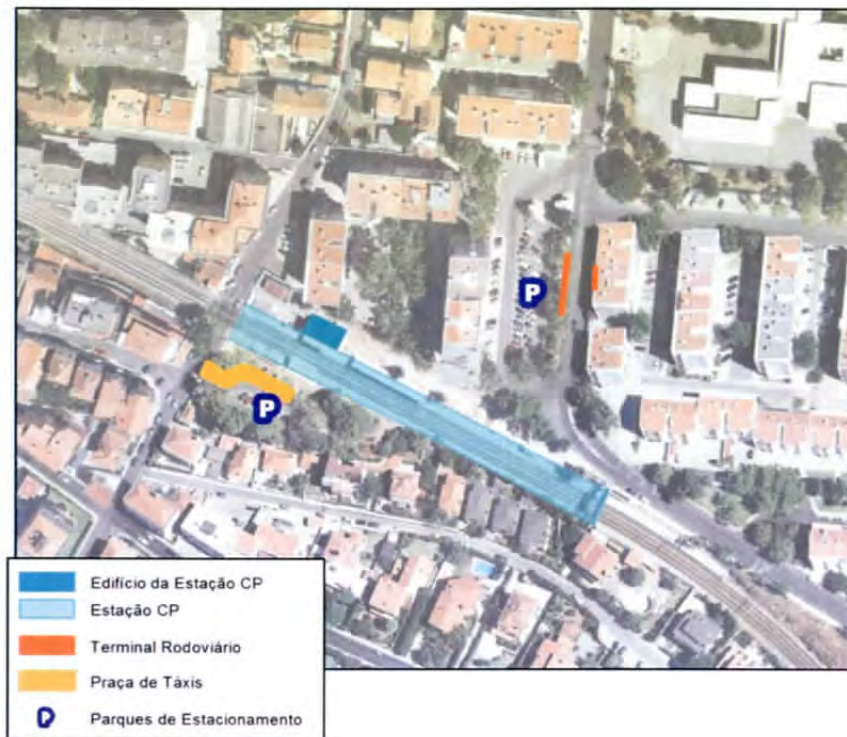 P
P
Edifício da Estação CP
Estação CP
Terminal Rodoviário
Praça de Táxis
P Parques de Estacionamento